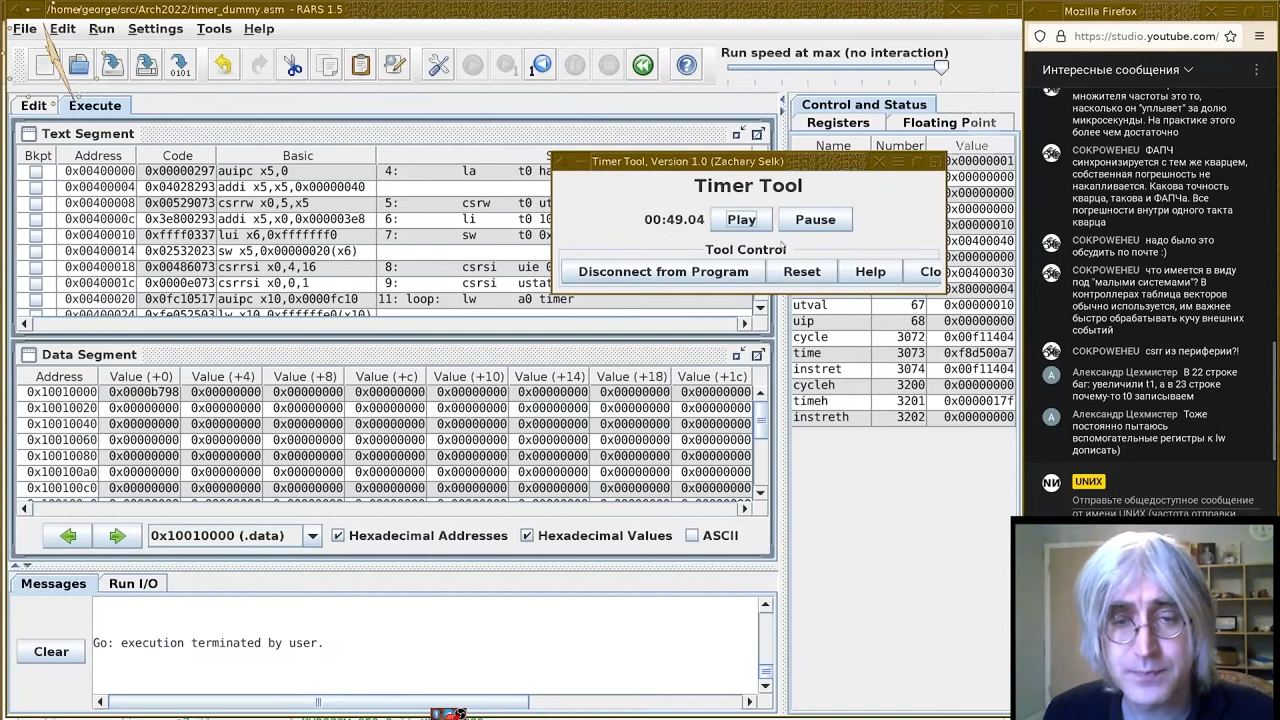 /home/george/src/Arch2022/timer_dummy.asm - RARS 1.5
File Edit Run Settings Tools Help
Run speed at max (no interaction)
Edit Execute
Text Segment
Bkpt Address Code Basic
0x00400000 0x00000297 auipc x5,0 4: la t0
0x00400004 0x04028293 addi x5,x5,0x00000040
0x00400008 0x00529073 csrrw x0,5,x5 5: csrw t0
0x0040000c 0x3e800293 addi x5,x0,0x000003e8 6: li t0
0x00400010 0xffff0337 lui x6,0xfffffff0 7: sw t0
0x00400014 0x02532023 sw x5,0x00000020(x6)
0x00400018 0x00486073 csrrsi x0,4,16 8: csrsi uie
0x0040001c 0x00006073 csrrsi x0,0,1 9: csrsi ustat
0x00400020 0x0fc10517 auipc x10,0x0000fc10 11: loop: lw a0 timer
0x00400024 0xfe052503 lw x10,0xffffffe0(x10)
Timer Tool, Version 1.0 (Zachary Selk)
Timer Tool
00:49.04 Play Pause
Tool Control
Disconnect from Program Reset Help Clo
Data Segment
Address Value (+0) Value (+4) Value (+8) Value (+c) Value (+10) Value (+14) Value (+18) Value (+1c)
0x10010000 0x0000b798 0x00000000 0x00000000 0x00000000 0x00000000 0x00000000 0x00000000 0x00000000
0x10010020 0x00000000 0x00000000 0x00000000 0x00000000 0x00000000 0x00000000 0x00000000 0x00000000
0x10010040 0x00000000 0x00000000 0x00000000 0x00000000 0x00000000 0x00000000 0x00000000 0x00000000
0x10010060 0x00000000 0x00000000 0x00000000 0x00000000 0x00000000 0x00000000 0x00000000 0x00000000
0x10010080 0x00000000 0x00000000 0x00000000 0x00000000 0x00000000 0x00000000 0x00000000 0x00000000
0x100100a0 0x00000000 0x00000000 0x00000000 0x00000000 0x00000000 0x00000000 0x00000000 0x00000000
0x100100c0 0x00000000 0x00000000 0x00000000 0x00000000 0x00000000 0x00000000 0x00000000 0x00000000
0x10010000 (.data) Hexadecimal Addresses Hexadecimal Values ASCII
Messages Run I/O
Go: execution terminated by user.
Clear
Control and Status
Registers Floating Point
Name Number Value
0x00000001
utval 67 0x00000010
uip 68 0x00000000
cycle 3072 0x00f11404
time 3073 0xf8d500a7
instret 3074 0x00f11404
cycleh 3200 0x00000000
timeh 3201 0x0000017f
instreth 3202 0x00000000
Mozilla Firefox
https://studio.youtube.com/
Интересные сообщения
множителя частоты это то,
насколько он "уплывет" за долю
микросекунды. На практике этого
более чем достаточно
COKPOWEHEU ФАПЧ
синхронизируется с тем же кварцем,
собственная погрешность не
накапливается. Какова точность
кварца, такова и ФАПЧа. Все
погрешности внутри одного такта
кварца
COKPOWEHEU надо было это
обсудить по почте :)
COKPOWEHEU что имеется в виду
под "малыми системами"? В
контроллерах таблица векторов
обычно используется, им важнее
быстро обрабатывать кучу внешних
событий
COKPOWEHEU csrr из периферии?!
Александр Цехмистер В 22 строке
баг: увеличили t1, а в 23 строке
почему-то t0 записываем
Александр Цехмистер Тоже
постоянно пытаюсь
вспомогательные регистры к lw
дописать)
UNИX
Отправьте общедоступное сообщение
от имени UNИX (частота отправки